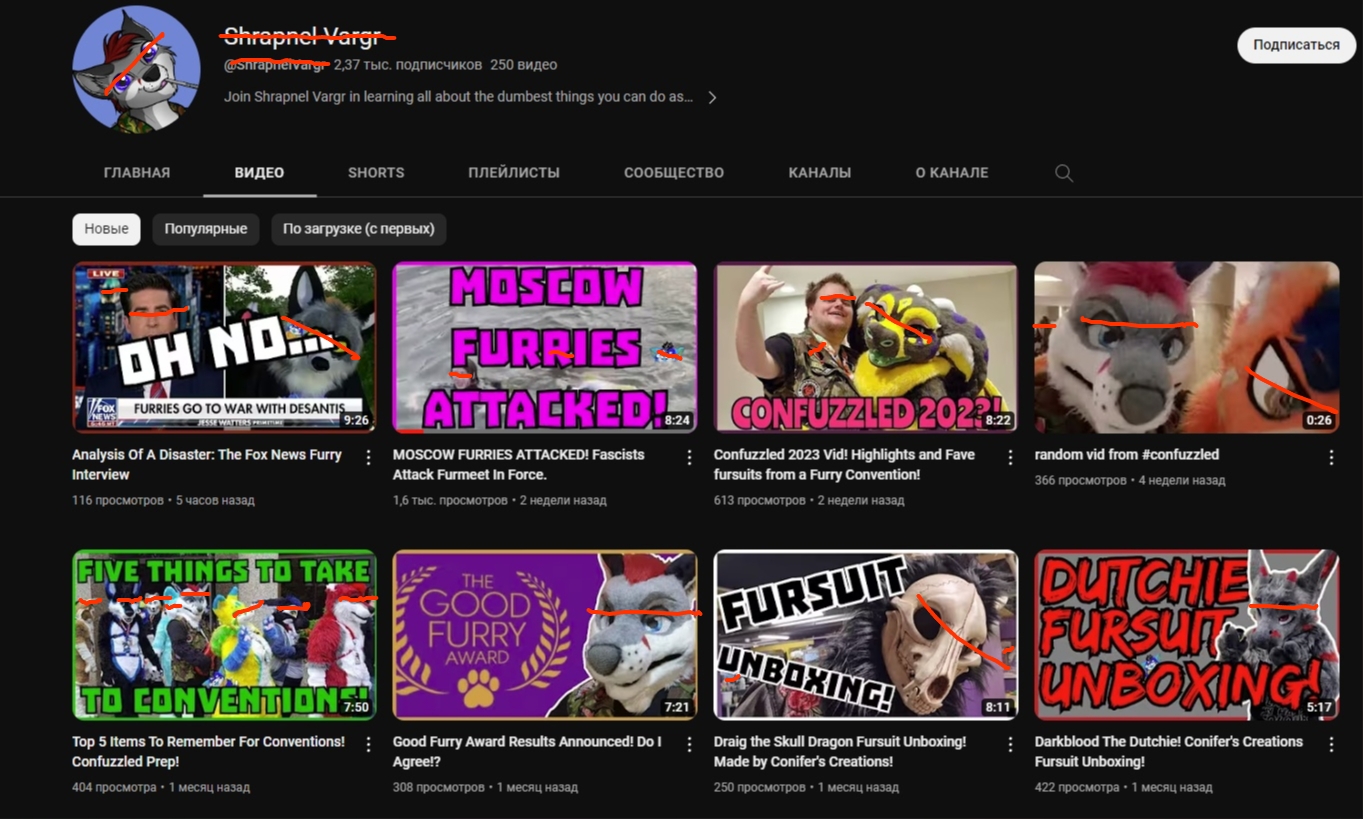 Shrapnel Vargr
@ShrapnelVargr 2,37 тыс. подписчиков 250 видео
Подписаться
Join Shrapnel Vargr in learning all about the dumbest things you can do as...
ГЛАВНАЯ ВИДЕО SHORTS ПЛЕЙЛИСТЫ СООБЩЕСТВО КАНАЛЫ О КАНАЛЕ
Новые Популярные По загрузке (с первых)
LIVE
OH NO...
FOX
NEWS
FURRIES GO TO WAR WITH DESANTIS
JESSE WATTERS PRIMETIME
9:26
MOSCOW
FURRIES
ATTACKED!
8:24
CONFUZZLED 2023!
8:22
0:26
Analysis Of A Disaster: The Fox News Furry
Interview
116 просмотров • 5 часов назад
MOSCOW FURRIES ATTACKED! Fascists
Attack Furmeet In Force.
1,6 тыс. просмотров • 2 недели назад
Confuzzled 2023 Vid! Highlights and Fave
fursuits from a Furry Convention!
613 просмотров • 2 недели назад
random vid from #confuzzled
366 просмотров • 4 недели назад
FIVE THINGS TO TAKE
TO CONVENTIONS!
7:50
THE
GOOD
FURRY
AWARD
7:21
FURSUIT
UNBOXING!
8:11
DUTCHIE
FURSUIT
UNBOXING!
5:17
Top 5 Items To Remember For Conventions!
Confuzzled Prep!
404 просмотра • 1 месяц назад
Good Furry Award Results Announced! Do I
Agree!?
308 просмотров • 1 месяц назад
Draig the Skull Dragon Fursuit Unboxing!
Made by Conifer's Creations!
250 просмотров • 1 месяц назад
Darkblood The Dutchie! Conifer's Creations
Fursuit Unboxing!
422 просмотра • 1 месяц назад